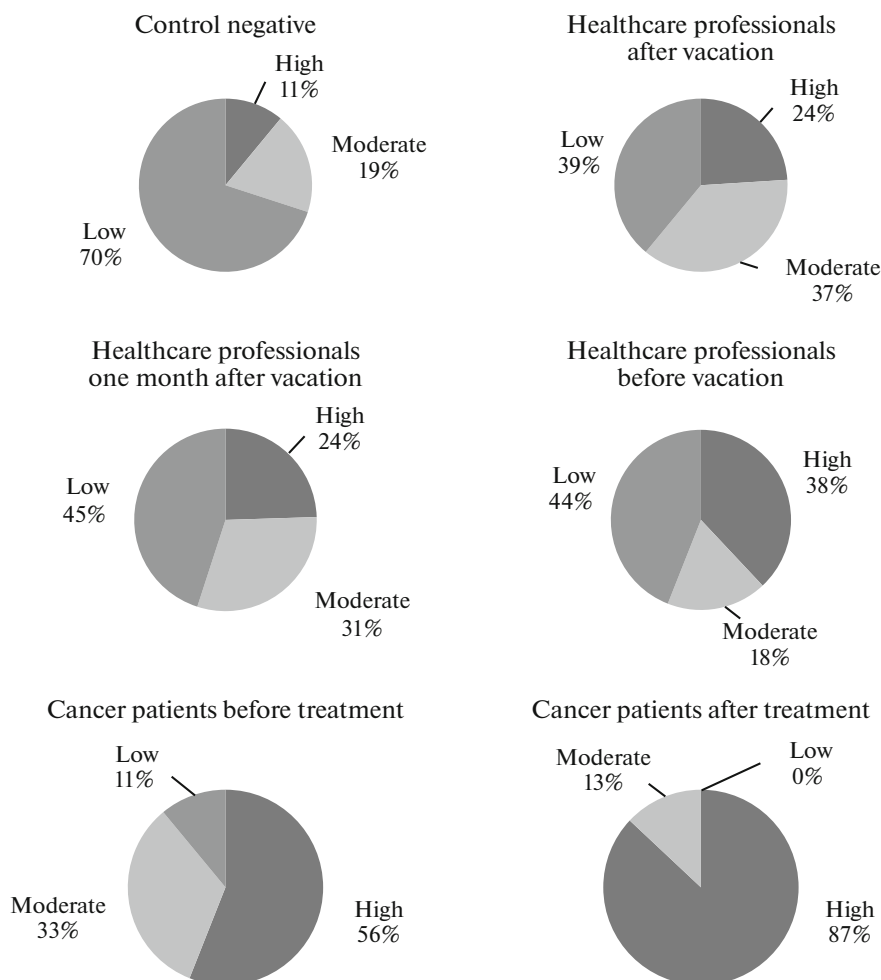 Control negative
High
11%
Moderate
19%
Low
70%
Healthcare professionals
after vacation
High
24%
Low
39%
Moderate
37%
Healthcare professionals
one month after vacation
High
24%
Low
45%
Moderate
31%
Healthcare professionals
before vacation
High
38%
Low
44%
Moderate
18%
Cancer patients before treatment
Low
11%
Moderate
33%
High
56%
Cancer patients after treatment
Moderate
13%
Low
0%
High
87%